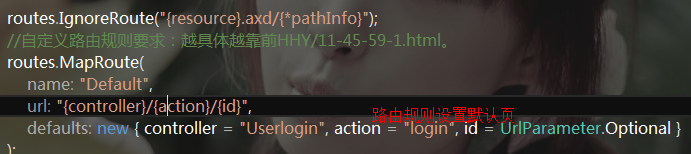 routes.IgnoreRoute("{resource}.axd/{*pathInfo}");
//自定义路由规则要求：越具体越靠前HHY/11-45-59-1.html。
routes.MapRoute(
name: "Default",
url: "{controller}/{action}/{id}",
路由规则设置默认页
defaults: new { controller = "Userlogin", action = "login", id = UrlParameter.Optional }
);